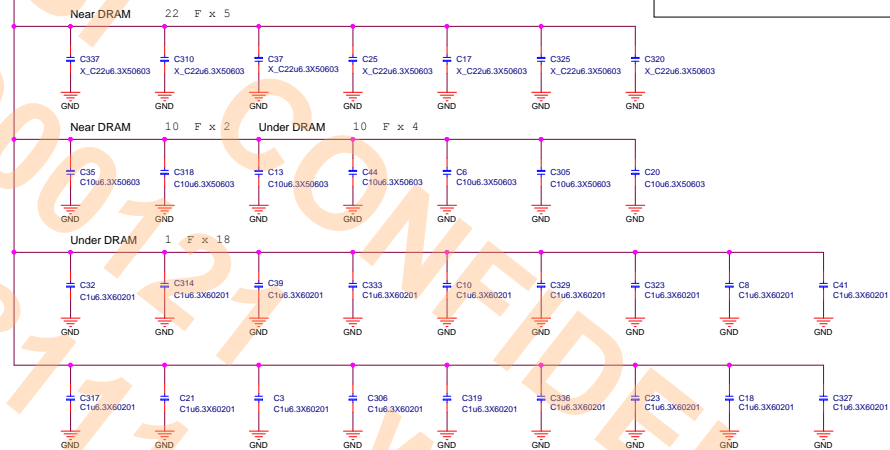 Near DRAM 22 F x 5
C337 C310 C37 C25 C17 C325 C320
X_C22u6.3X50603 X_C22u6.3X50603 X_C22u6.3X50603 X_C22u6.3X50603 X_C22u6.3X50603 X_C22u6.3X50603 X_C22u6.3X50603
GND GND GND GND GND GND GND
Near DRAM 10 F x 2 Under DRAM 10 F x 4
C35 C318 C13 C44 C6 C305 C20
C10u6.3X50603 C10u6.3X50603 C10u6.3X50603 C10u6.3X50603 C10u6.3X50603 C10u6.3X50603 C10u6.3X50603
GND GND GND GND GND GND GND
Under DRAM 1 F x 18
C32 C314 C39 C333 C10 C329 C323 C8 C41
C1u6.3X60201 C1u6.3X60201 C1u6.3X60201 C1u6.3X60201 C1u6.3X60201 C1u6.3X60201 C1u6.3X60201 C1u6.3X60201 C1u6.3X60201
GND GND GND GND GND GND GND GND GND
C317 C21 C3 C306 C319 C336 C23 C18 C327
C1u6.3X60201 C1u6.3X60201 C1u6.3X60201 C1u6.3X60201 C1u6.3X60201 C1u6.3X60201 C1u6.3X60201 C1u6.3X60201 C1u6.3X60201
GND GND GND GND GND GND GND GND GND